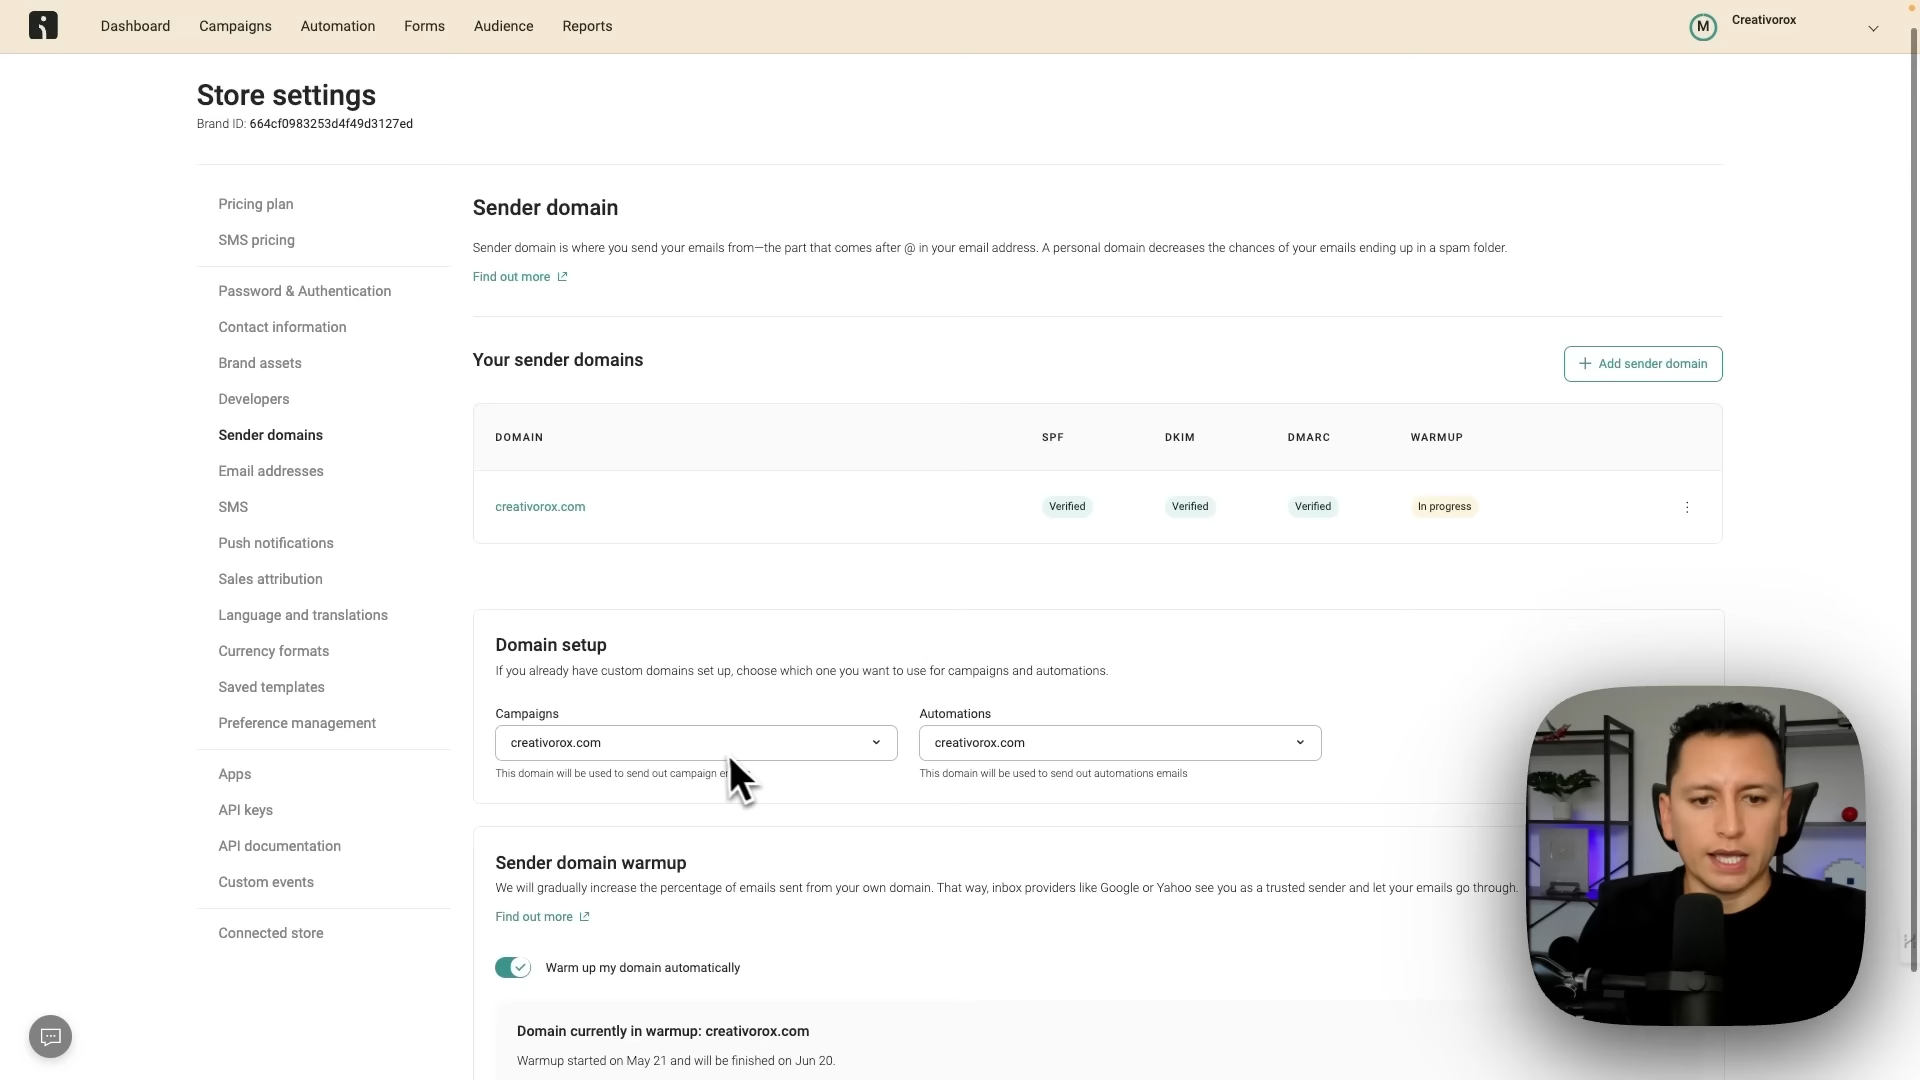 Dashboard
Campaigns
Automation
Forms
Audience
Reports
M
Creativorox
Store settings
Brand ID: 664cf0983253d4f49d3127ed
Pricing plan
SMS pricing
Password & Authentication
Contact information
Brand assets
Developers
Sender domains
Email addresses
SMS
Push notifications
Sales attribution
Language and translations
Currency formats
Saved templates
Preference management
Apps
API keys
API documentation
Custom events
Connected store
Sender domain
Sender domain is where you send your emails from—the part that comes after @ in your email address. A personal domain decreases the chances of your emails ending up in a spam folder.
Find out more
Your sender domains
Add sender domain
DOMAIN SPF DKIM DMARC WARMUP
creativorox.com Verified Verified Verified In progress
Domain setup
If you already have custom domains set up, choose which one you want to use for campaigns and automations.
Campaigns
creativorox.com
This domain will be used to send out campaign
Automations
creativorox.com
This domain will be used to send out automations emails
Sender domain warmup
We will gradually increase the percentage of emails sent from your own domain. That way, inbox providers like Google or Yahoo see you as a trusted sender and let your emails go through.
Find out more
Warm up my domain automatically
Domain currently in warmup: creativorox.com
Warmup started on May 21 and will be finished on Jun 20.